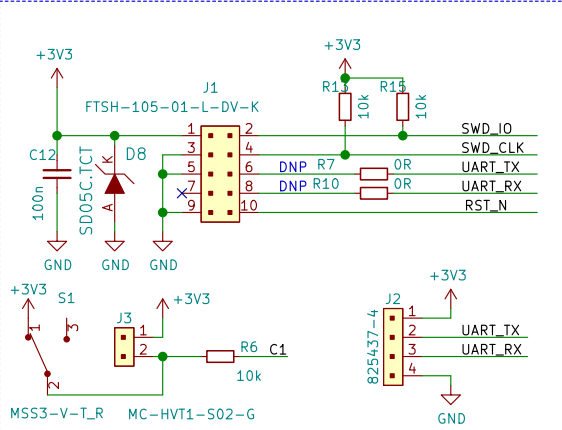 +3V3
+3V3
J1
FTSH-105-01-L-DV-K
R13
10k
R15
10k
1
2
SWD_IO
3
4
SWD_CLK
5
6
DNP
R7
0R
UART_TX
7
8
DNP
R10
0R
UART_RX
9
10
RST_N
C12
100n
SD05C.TCT
D8
K
A
GND
GND
GND
+3V3
S1
1
3
2
MSS3-V-T_R
J3
+3V3
1
2
MC-HVT1-S02-G
R6
10k
C1
J2
825437-4
+3V3
1
2
UART_TX
3
UART_RX
4
GND